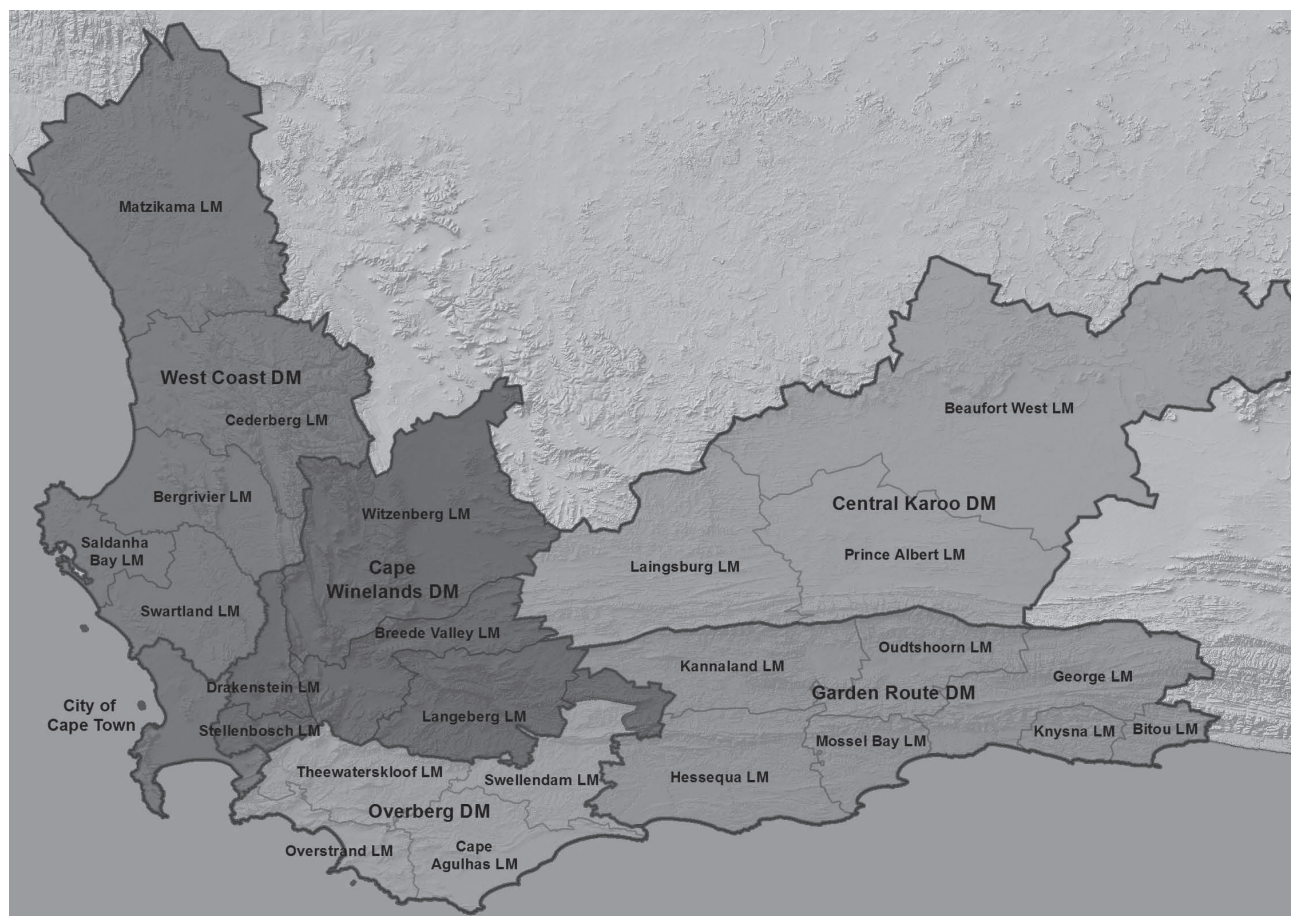 Matzikama LM
West Coast DM
Cederberg LM
Beaufort West LM
Bergrivier LM
Witzenberg LM
Central Karoo DM
Saldanha
Bay LM
Prince Albert LM
Laingsburg LM
Cape
Winelands DM
Swartland LM
Breede Valley LM
Oudtshoorn LM
Kannaland LM
George LM
Drakenstein LM
Garden Route DM
City of
Cape Town
Langeberg LM
Stellenbosch LM
Knysna LM
Bitou LM
Mossel Bay LM
Theewaterskloof LM
Swellendam LM
Hessequa LM
Overberg DM
Overstrand LM
Cape
Agulhas LM